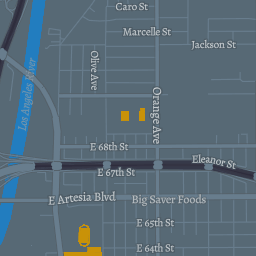 Caro St
Marcelle St
Jackson St
Olive Ave
Los Angeles River
Orange Ave
E 68th St
Eleanor St
E 67th St
E Artesia Blvd
Big Saver Foods
E 65th St
E 64th St